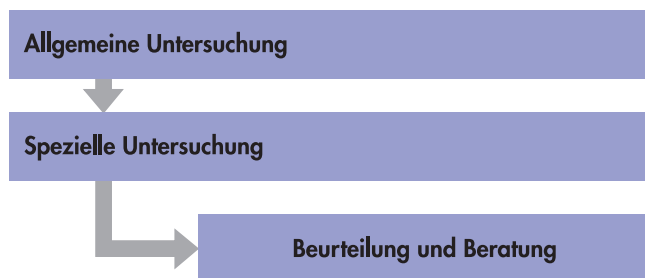 Allgemeine Untersuchung
Spezielle Untersuchung
Beurteilung und Beratung